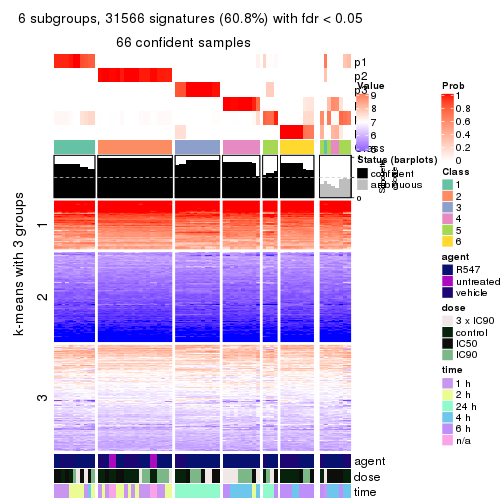 6 subgroups, 31566 signatures (60.8%) with fdr < 0.05
66 confident samples
p1
p2
p3
Class
Value
9
8
7
6
Status (barplots)
confident
ambiguous
0
k-means with 3 groups
1
2
3
agent
dose
time
Prob
1
0.8
0.6
0.4
0.2
0
Class
1
2
3
4
5
6
agent
R547
untreated
vehicle
dose
3 x IC90
control
IC50
IC90
time
1 h
2 h
24 h
4 h
6 h
n/a